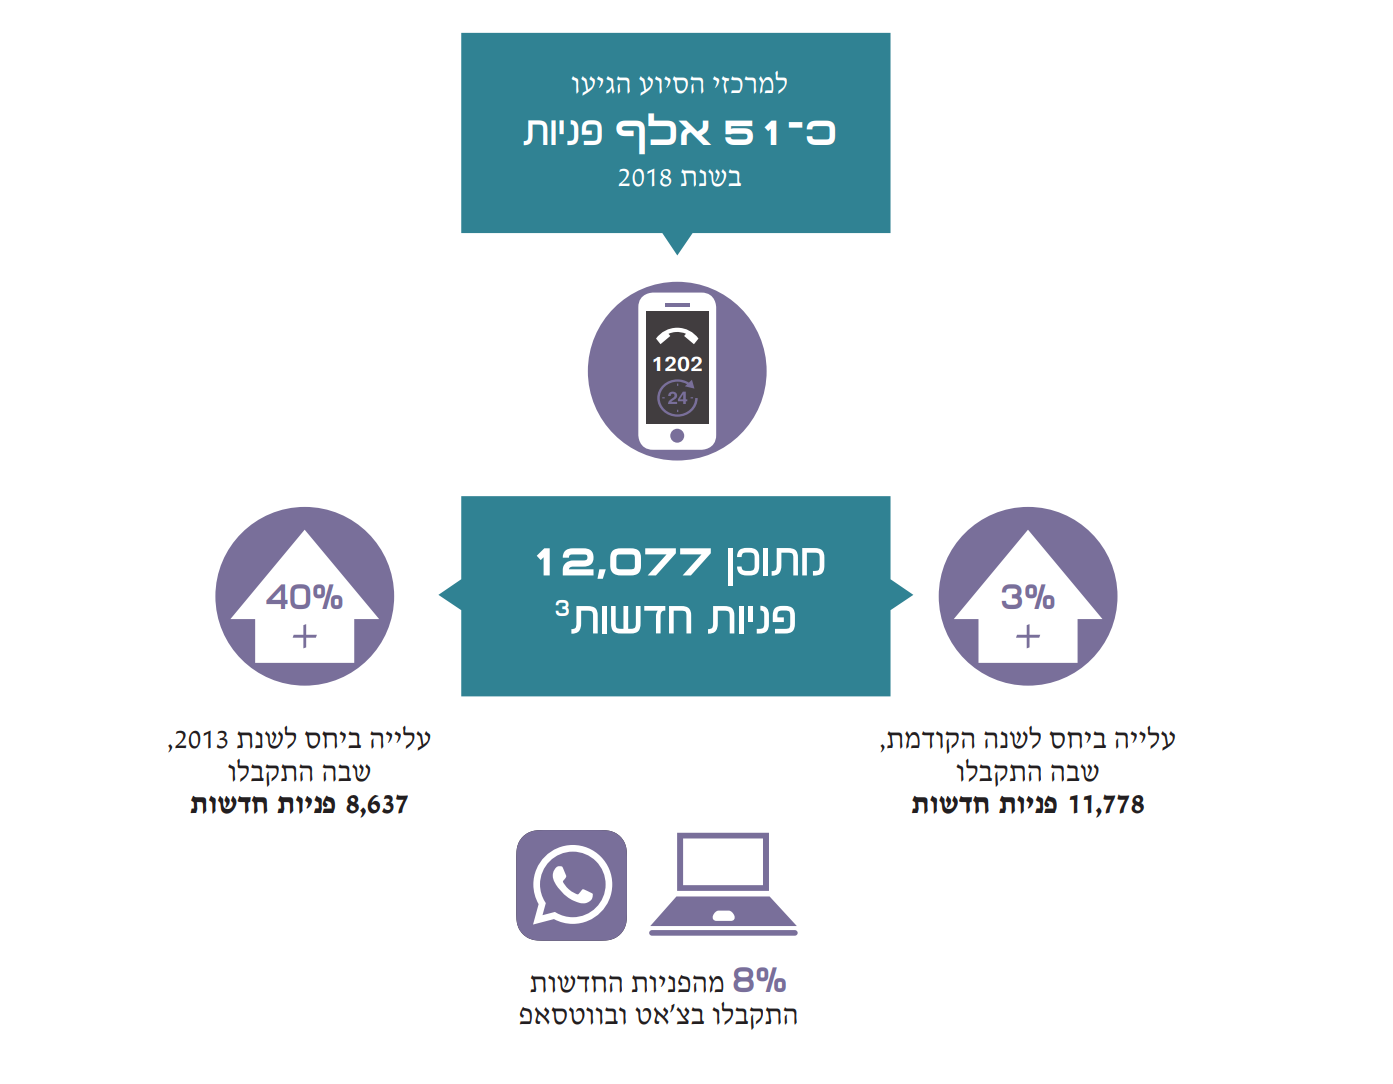 למרכזי הסיוע הגיעו
כ-51 אלף פניות
בשנת 2018
1202
24
מתוכן 12,077
פניות חדשות3
3%
+
עלייה ביחס לשנה הקודמת,
שבה התקבלו
11,778 פניות חדשות
40%
+
עלייה ביחס לשנת 2013,
שבה התקבלו
8,637 פניות חדשות
8% מהפניות החדשות
התקבלו בצ'אט ובווטסאפ